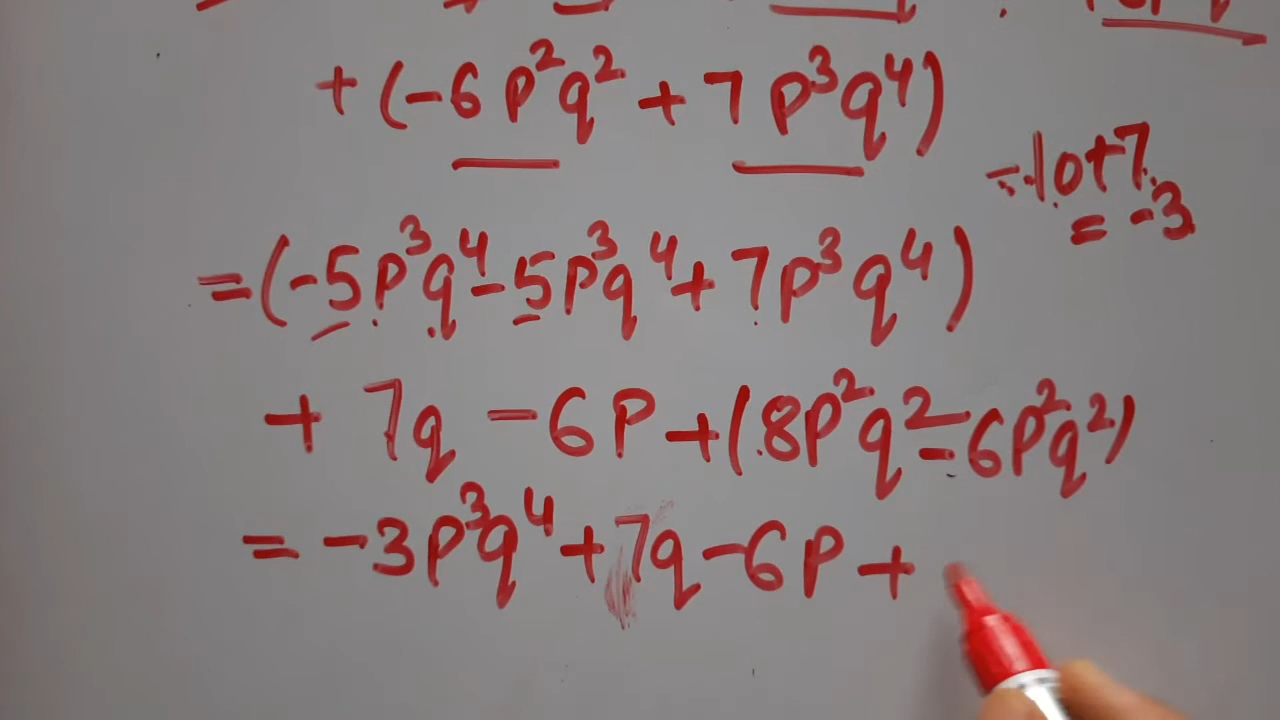 + (-6p²q² + 7p³q⁴)
-10+7
= -3
= (-5p³q⁴ - 5p³q⁴ + 7p³q⁴)
+ 7q - 6p + (8p²q² - 6p²q²)
= -3p³q⁴ + 7q - 6p +